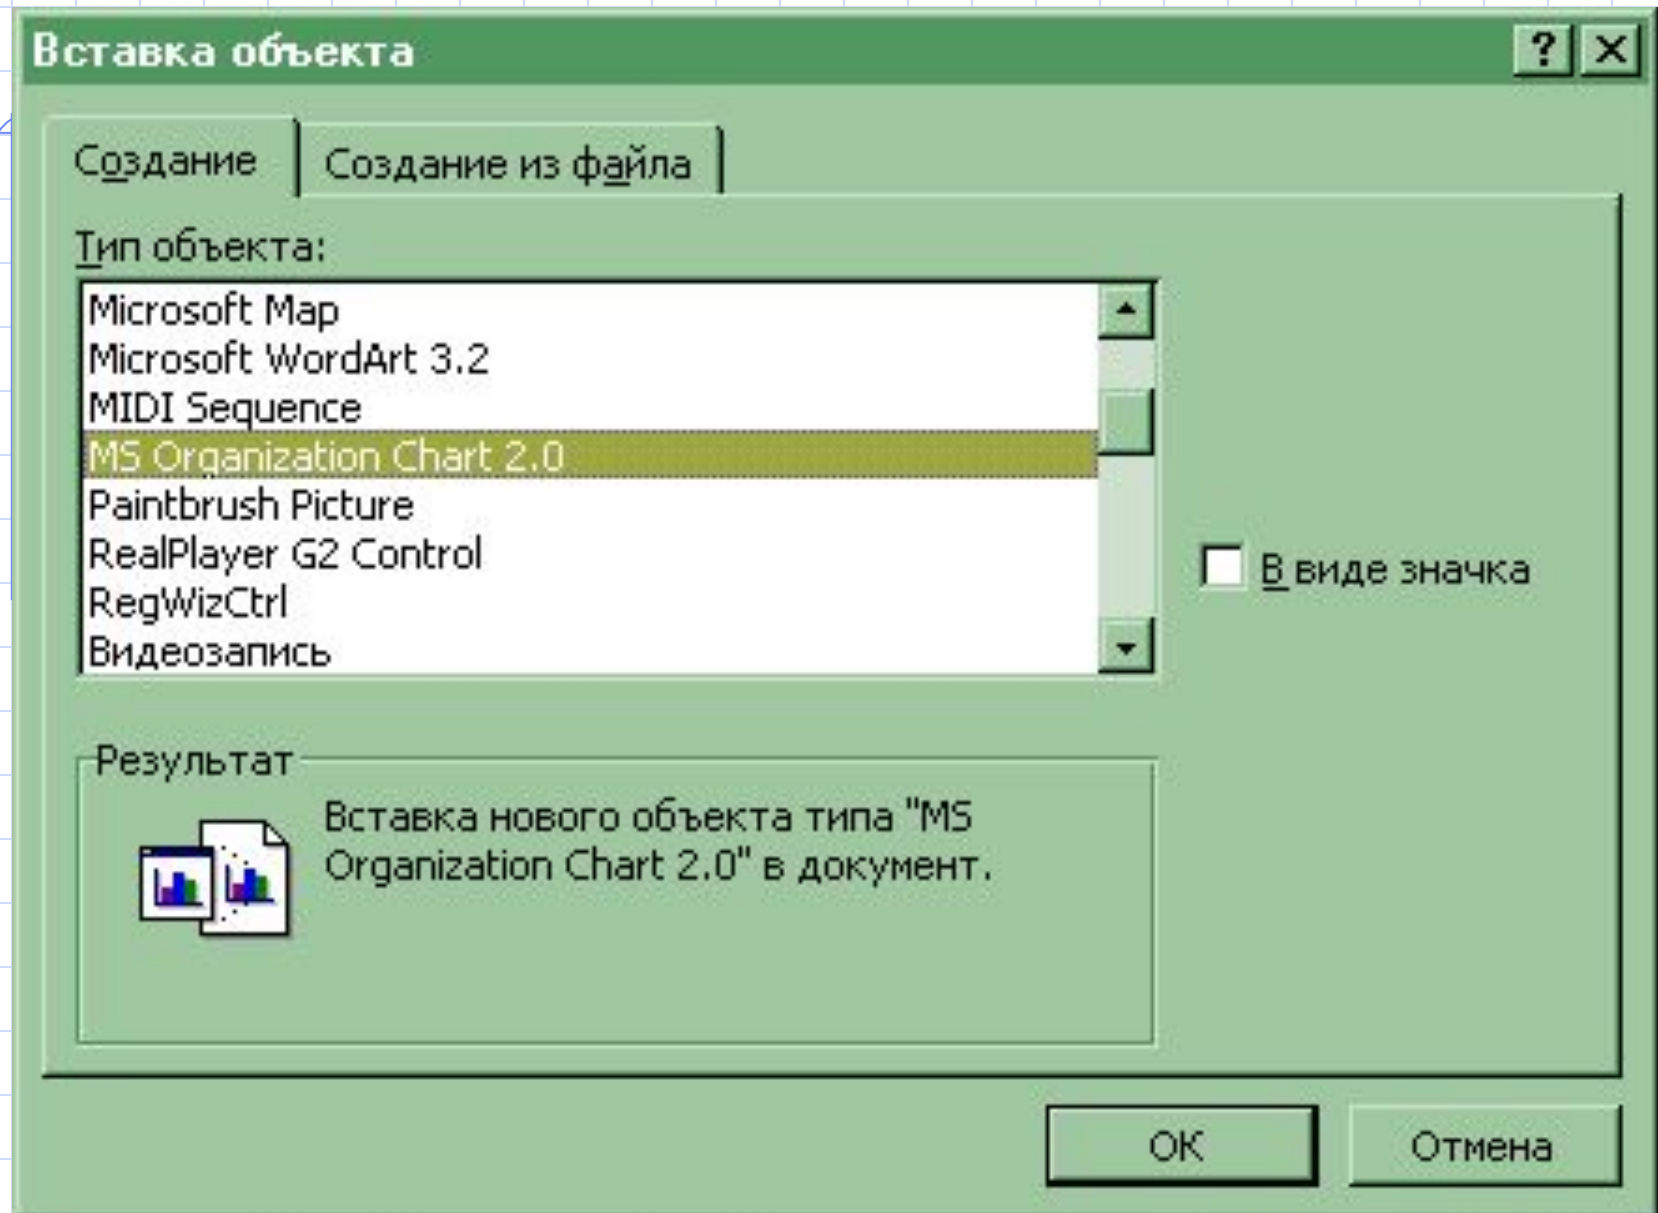 Вставка объекта
Создание
Создание из файла
Тип объекта:
Microsoft Map
Microsoft WordArt 3.2
MIDI Sequence
MS Organization Chart 2.0
Paintbrush Picture
RealPlayer G2 Control
RegWizCtrl
Видеозапись
В виде значка
Результат
Вставка нового объекта типа "MS
Organization Chart 2.0" в документ.
ОК
Отмена